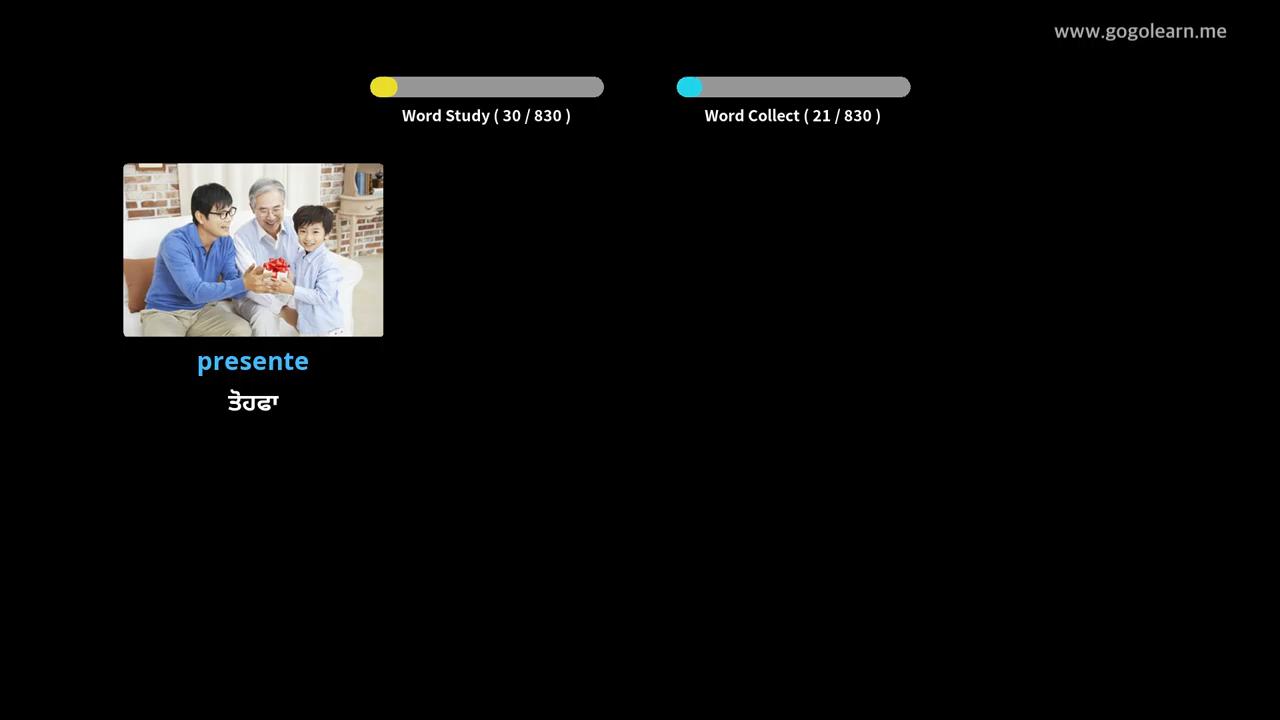 www.gogolearn.me
Word Study ( 30 / 830 )
Word Collect ( 21 / 830 )
presente
ਤੋਹਫਾ